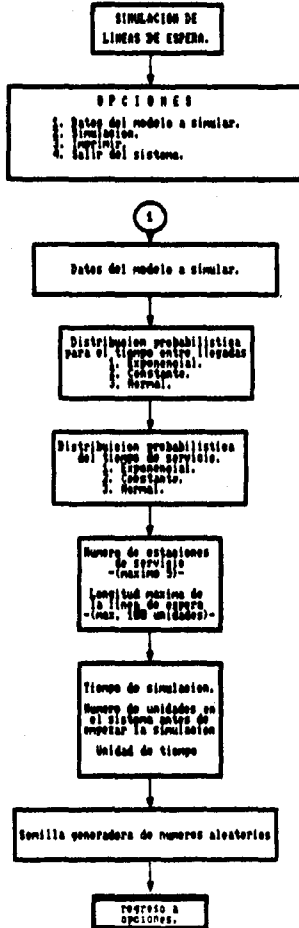 SIMULACION DE
LINEAS DE ESPERA.
O P C I O N E S
1. Datos del modelo a simular.
2. Simulacion.
3. Imprimir.
4. Salir del sistema.
1
Datos del modelo a simular.
Distribucion probabilistica
para el tiempo entre llegadas
1. Exponencial.
2. Constante.
3. Normal.
Distribuicion probabilistica
del tiempo de servicio.
1. Exponencial.
2. Constante.
3. Normal.
Numero de estaciones
de servicio
-(maximo 5)-
Longitud maxima de
la linea de espera
-(max. 100 unidades)-
Tiempo de simulacion.
Numero de unidades en
el sistema antes de
empezar la simulacion
Unidad de tiempo
Semilla generadora de numeros aleatorios
regreso a
opciones.